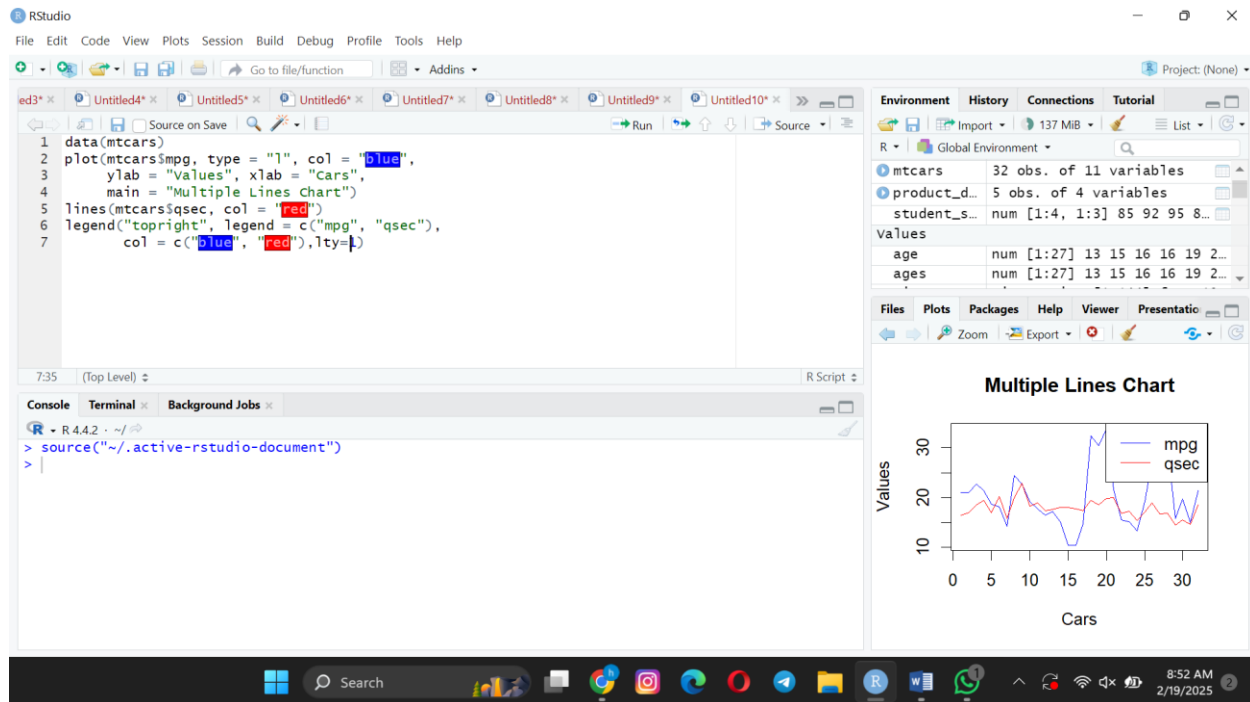 RStudio
File Edit Code View Plots Session Build Debug Profile Tools Help
Go to file/function
Addins
Project: (None)
ed3* Untitled4* Untitled5* Untitled6* Untitled7* Untitled8* Untitled9* Untitled10*
Source on Save Run Source
1 data(mtcars)
2 plot(mtcars$mpg, type = "l", col = "blue",
3 ylab = "Values", xlab = "Cars",
4 main = "Multiple Lines Chart")
5 lines(mtcars$qsec, col = "red")
6 legend("topright", legend = c("mpg", "qsec"),
7 col = c("blue", "red"),lty=1)
7:35 (Top Level) R Script
Console Terminal Background Jobs
R 4.4.2 · ~/
> source("~/.active-rstudio-document")
>
Environment History Connections Tutorial
Import 137 MiB List
R Global Environment
mtcars 32 obs. of 11 variables
product_d… 5 obs. of 4 variables
student_s… num [1:4, 1:3] 85 92 95 8…
Values
age num [1:27] 13 15 16 16 19 2…
ages num [1:27] 13 15 16 16 19 2…
Files Plots Packages Help Viewer Presentatio
Zoom Export
Multiple Lines Chart
Values
30
20
10
mpg
qsec
0 5 10 15 20 25 30
Cars
Search
8:52 AM
2/19/2025
2